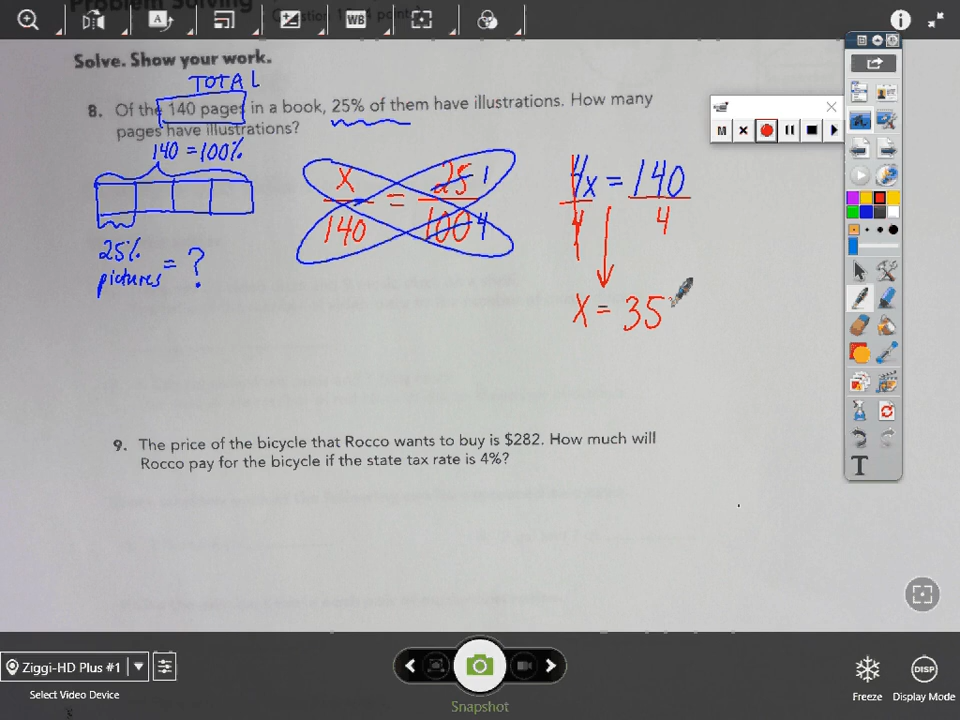 Problem Solving
WB
Solve. Show your work.
TOTAL
8. Of the 140 pages in a book, 25% of them have illustrations. How many
pages have illustrations?
140 = 100%
25%
pictures = ?
x/140 = 25/100
1
4
4x = 140
4 4
x = 35
9. The price of the bicycle that Rocco wants to buy is $282. How much will
Rocco pay for the bicycle if the state tax rate is 4%?
M
T
Ziggi-HD Plus #1
Select Video Device
Snapshot
Freeze
DISP
Display Mode